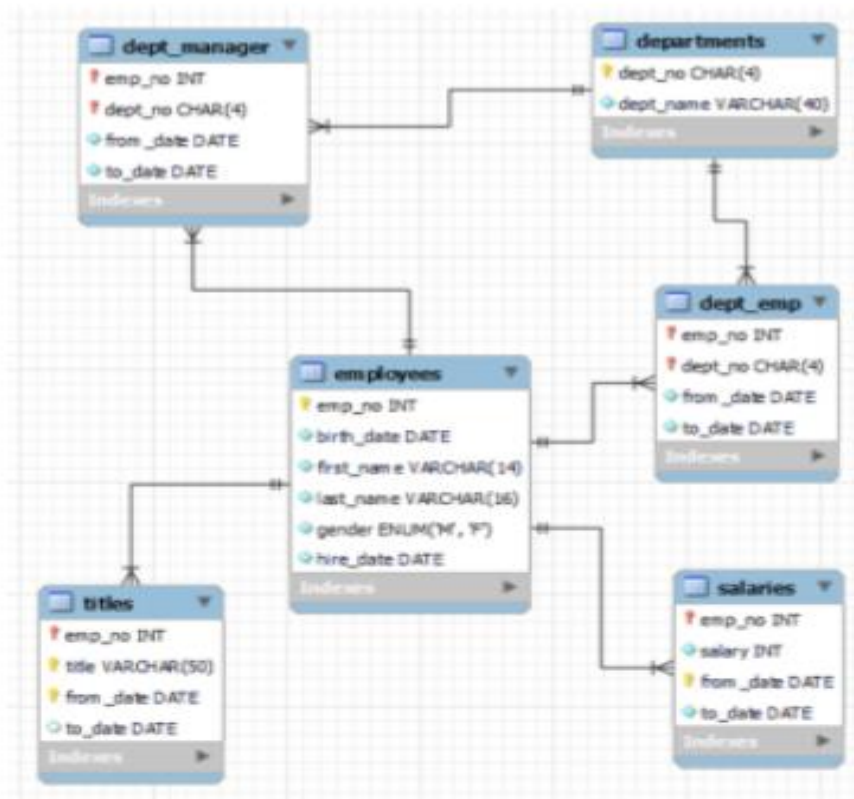 dept_manager
emp_no INT
dept_no CHAR(4)
from_date DATE
to_date DATE
Indexes
departments
dept_no CHAR(4)
dept_name VARCHAR(40)
Indexes
dept_emp
emp_no INT
dept_no CHAR(4)
from_date DATE
to_date DATE
Indexes
employees
emp_no INT
birth_date DATE
first_name VARCHAR(14)
last_name VARCHAR(16)
gender ENUM('M', 'F')
hire_date DATE
Indexes
titles
emp_no INT
title VARCHAR(50)
from_date DATE
to_date DATE
Indexes
salaries
emp_no INT
salary INT
from_date DATE
to_date DATE
Indexes